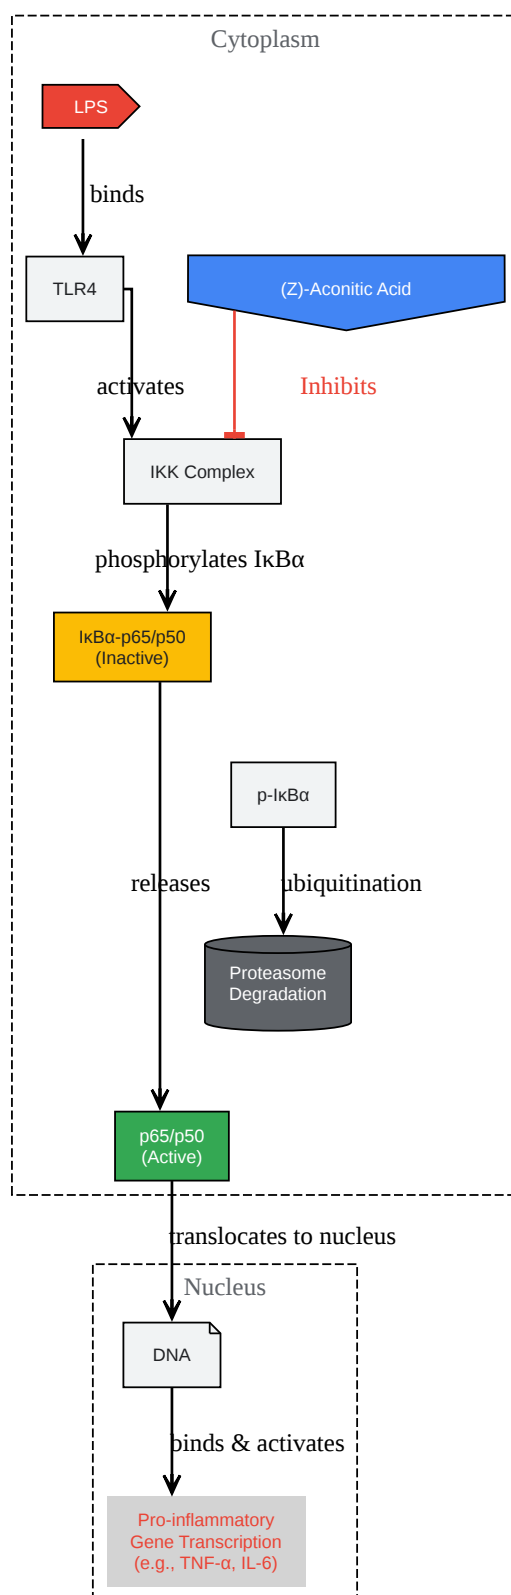 Cytoplasm
LPS
binds
TLR4
(Z)-Aconitic Acid
activates
Inhibits
IKK Complex
phosphorylates IκBα
IκBα-p65/p50
(Inactive)
p-IκBα
releases
ubiquitination
Proteasome
Degradation
p65/p50
(Active)
translocates to nucleus
Nucleus
DNA
binds & activates
Pro-inflammatory
Gene Transcription
(e.g., TNF-α, IL-6)